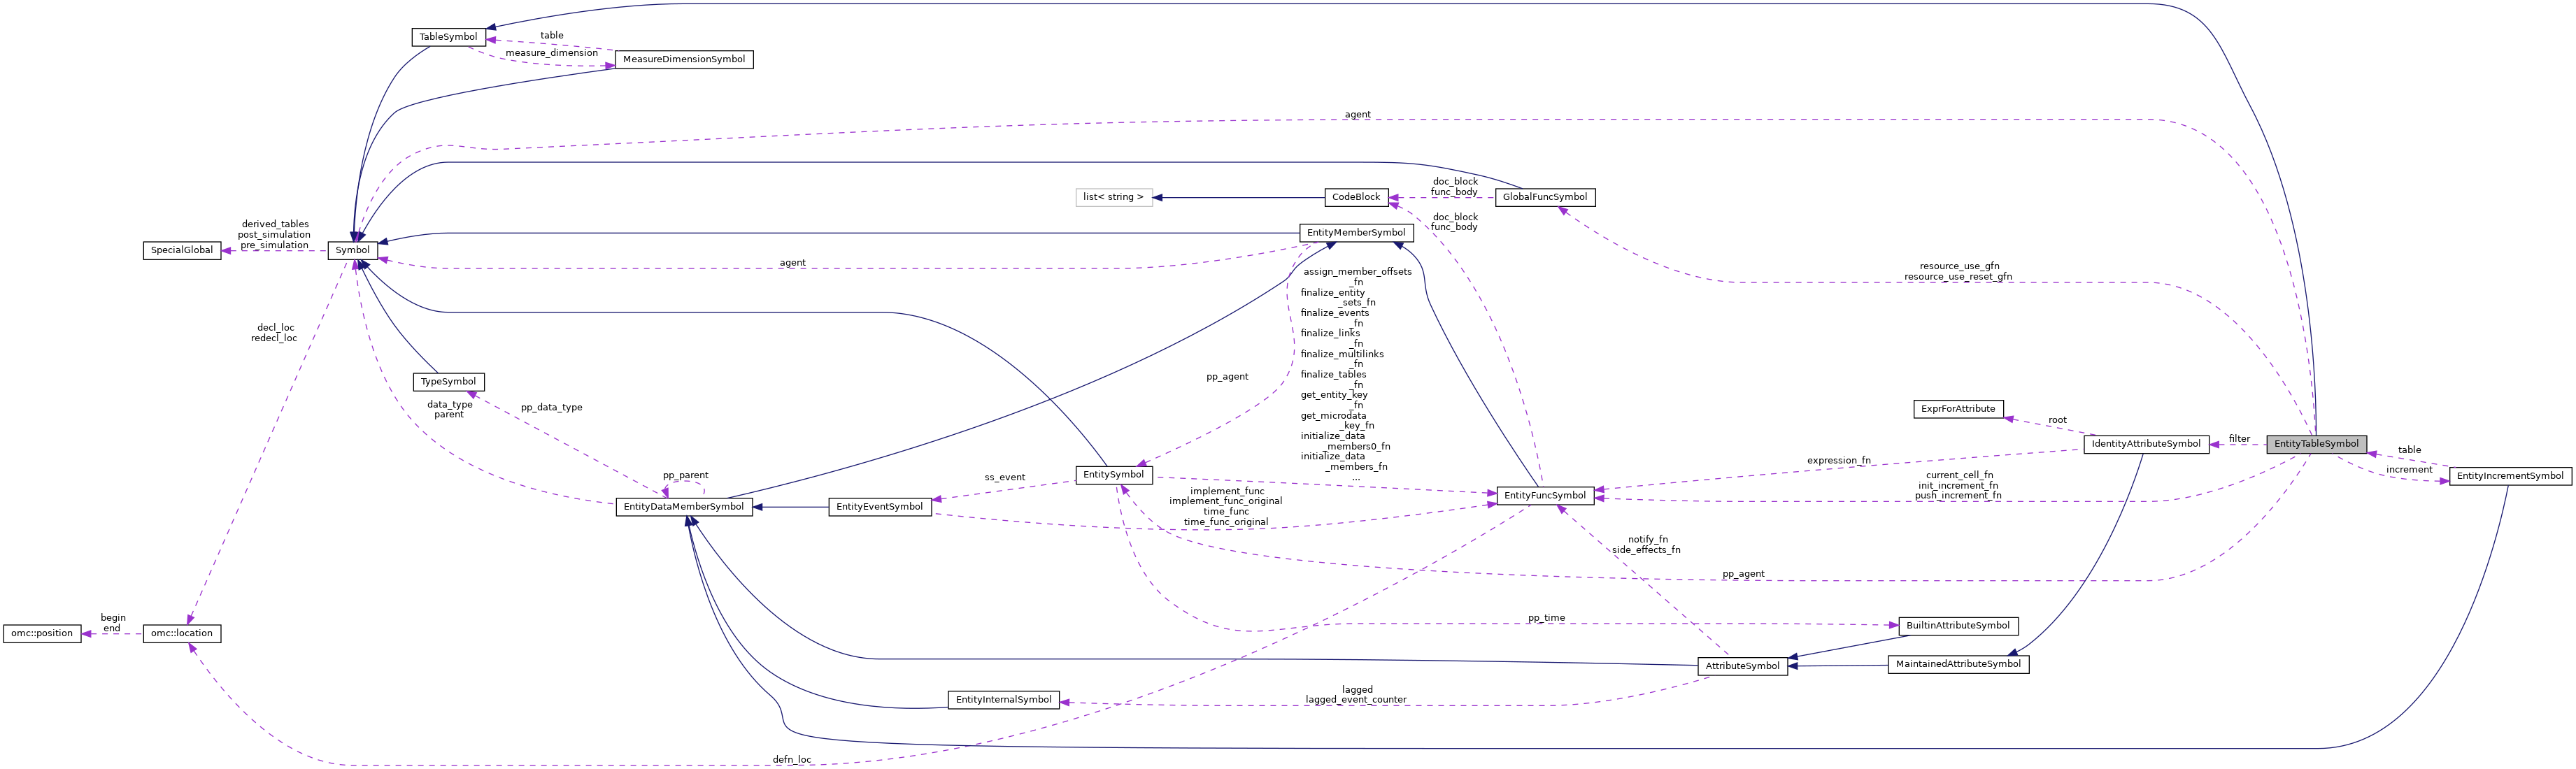 TableSymbol
table
measure_dimension
MeasureDimensionSymbol
agent
list< string >
CodeBlock
doc_block
func_body
GlobalFuncSymbol
doc_block
func_body
EntityMemberSymbol
SpecialGlobal
derived_tables
post_simulation
pre_simulation
Symbol
agent
resource_use_gfn
resource_use_reset_gfn
assign_member_offsets
_fn
finalize_entity
_sets_fn
finalize_events
_fn
finalize_links
_fn
finalize_multilinks
_fn
finalize_tables
_fn
get_entity_key
_fn
get_microdata
_key_fn
initialize_data
_members0_fn
initialize_data
_members_fn
...
decl_loc
redecl_loc
TypeSymbol
data_type
parent
pp_data_type
pp_agent
ExprForAttribute
root
IdentityAttributeSymbol
filter
EntityTableSymbol
table
increment
EntityIncrementSymbol
expression_fn
current_cell_fn
init_increment_fn
push_increment_fn
pp_parent
EntityDataMemberSymbol
EntityEventSymbol
ss_event
EntitySymbol
implement_func
implement_func_original
time_func
time_func_original
EntityFuncSymbol
notify_fn
side_effects_fn
pp_agent
omc::position
begin
end
omc::location
pp_time
BuiltinAttributeSymbol
AttributeSymbol
MaintainedAttributeSymbol
EntityInternalSymbol
lagged
lagged_event_counter
defn_loc